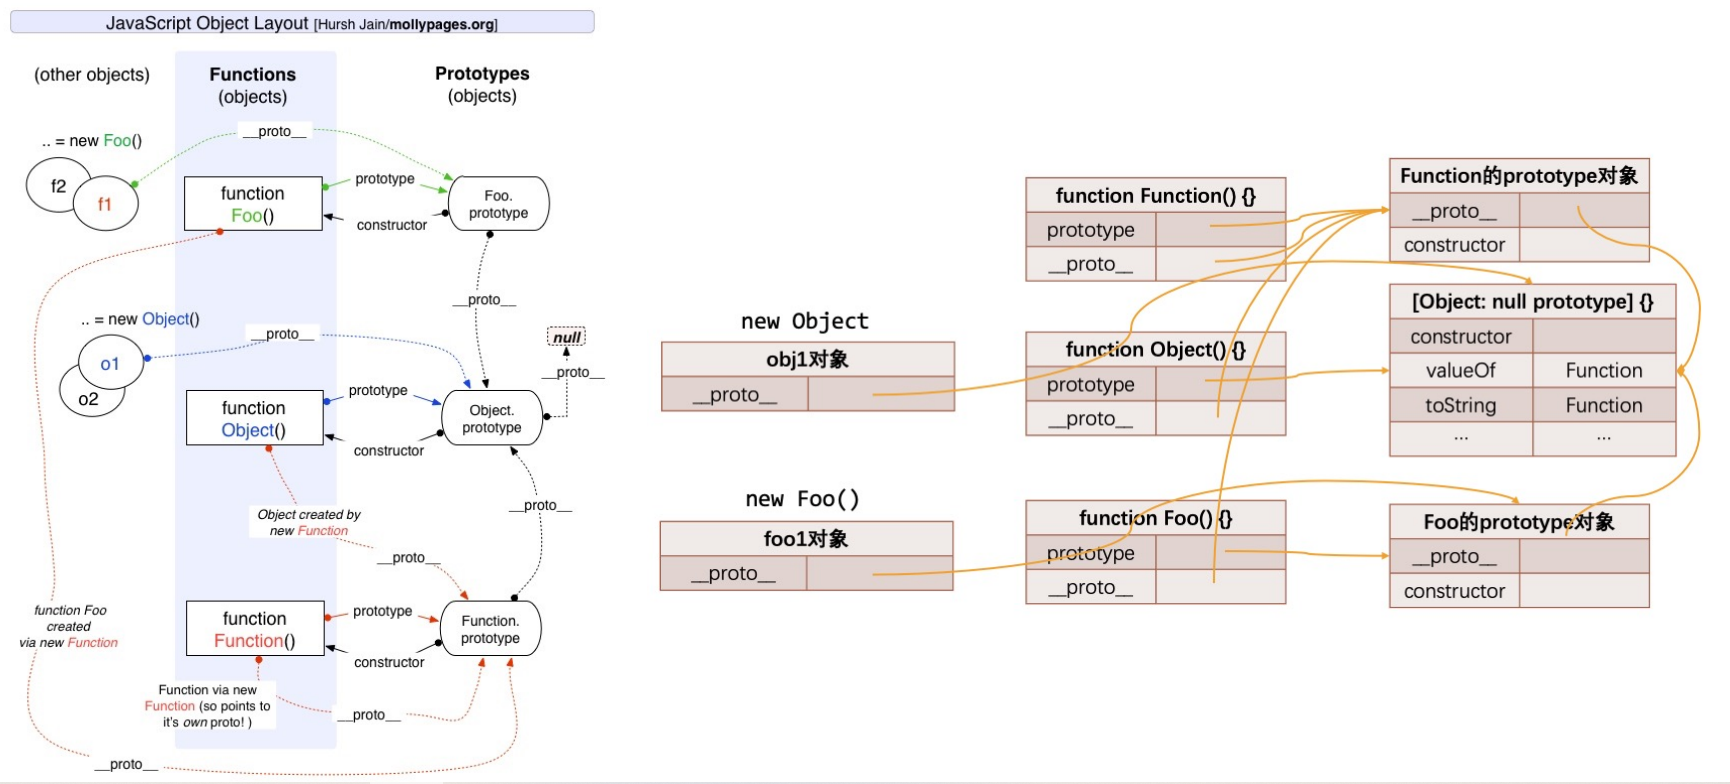 JavaScript Object Layout [Hursh Jain/mollypages.org]
(other objects)
Functions
(objects)
Prototypes
(objects)
__proto__
.. = new Foo()
f2
f1
function
Foo()
prototype
constructor
Foo.
prototype
__proto__
.. = new Object()
__proto__
null
__proto__
o1
o2
function
Object()
prototype
constructor
Object.
prototype
__proto__
Object created by
new Function
__proto__
function Foo
created
via new Function
function
Function()
prototype
constructor
Function.
prototype
Function via new
Function (so points to
it's own proto! )
__proto__
__proto__
new Object
obj1对象
__proto__
new Foo()
foo1对象
__proto__
function Function() {}
prototype
__proto__
function Object() {}
prototype
__proto__
function Foo() {}
prototype
__proto__
Function的prototype对象
__proto__
constructor
[Object: null prototype] {}
constructor
valueOf Function
toString Function
... ...
Foo的prototype对象
__proto__
constructor